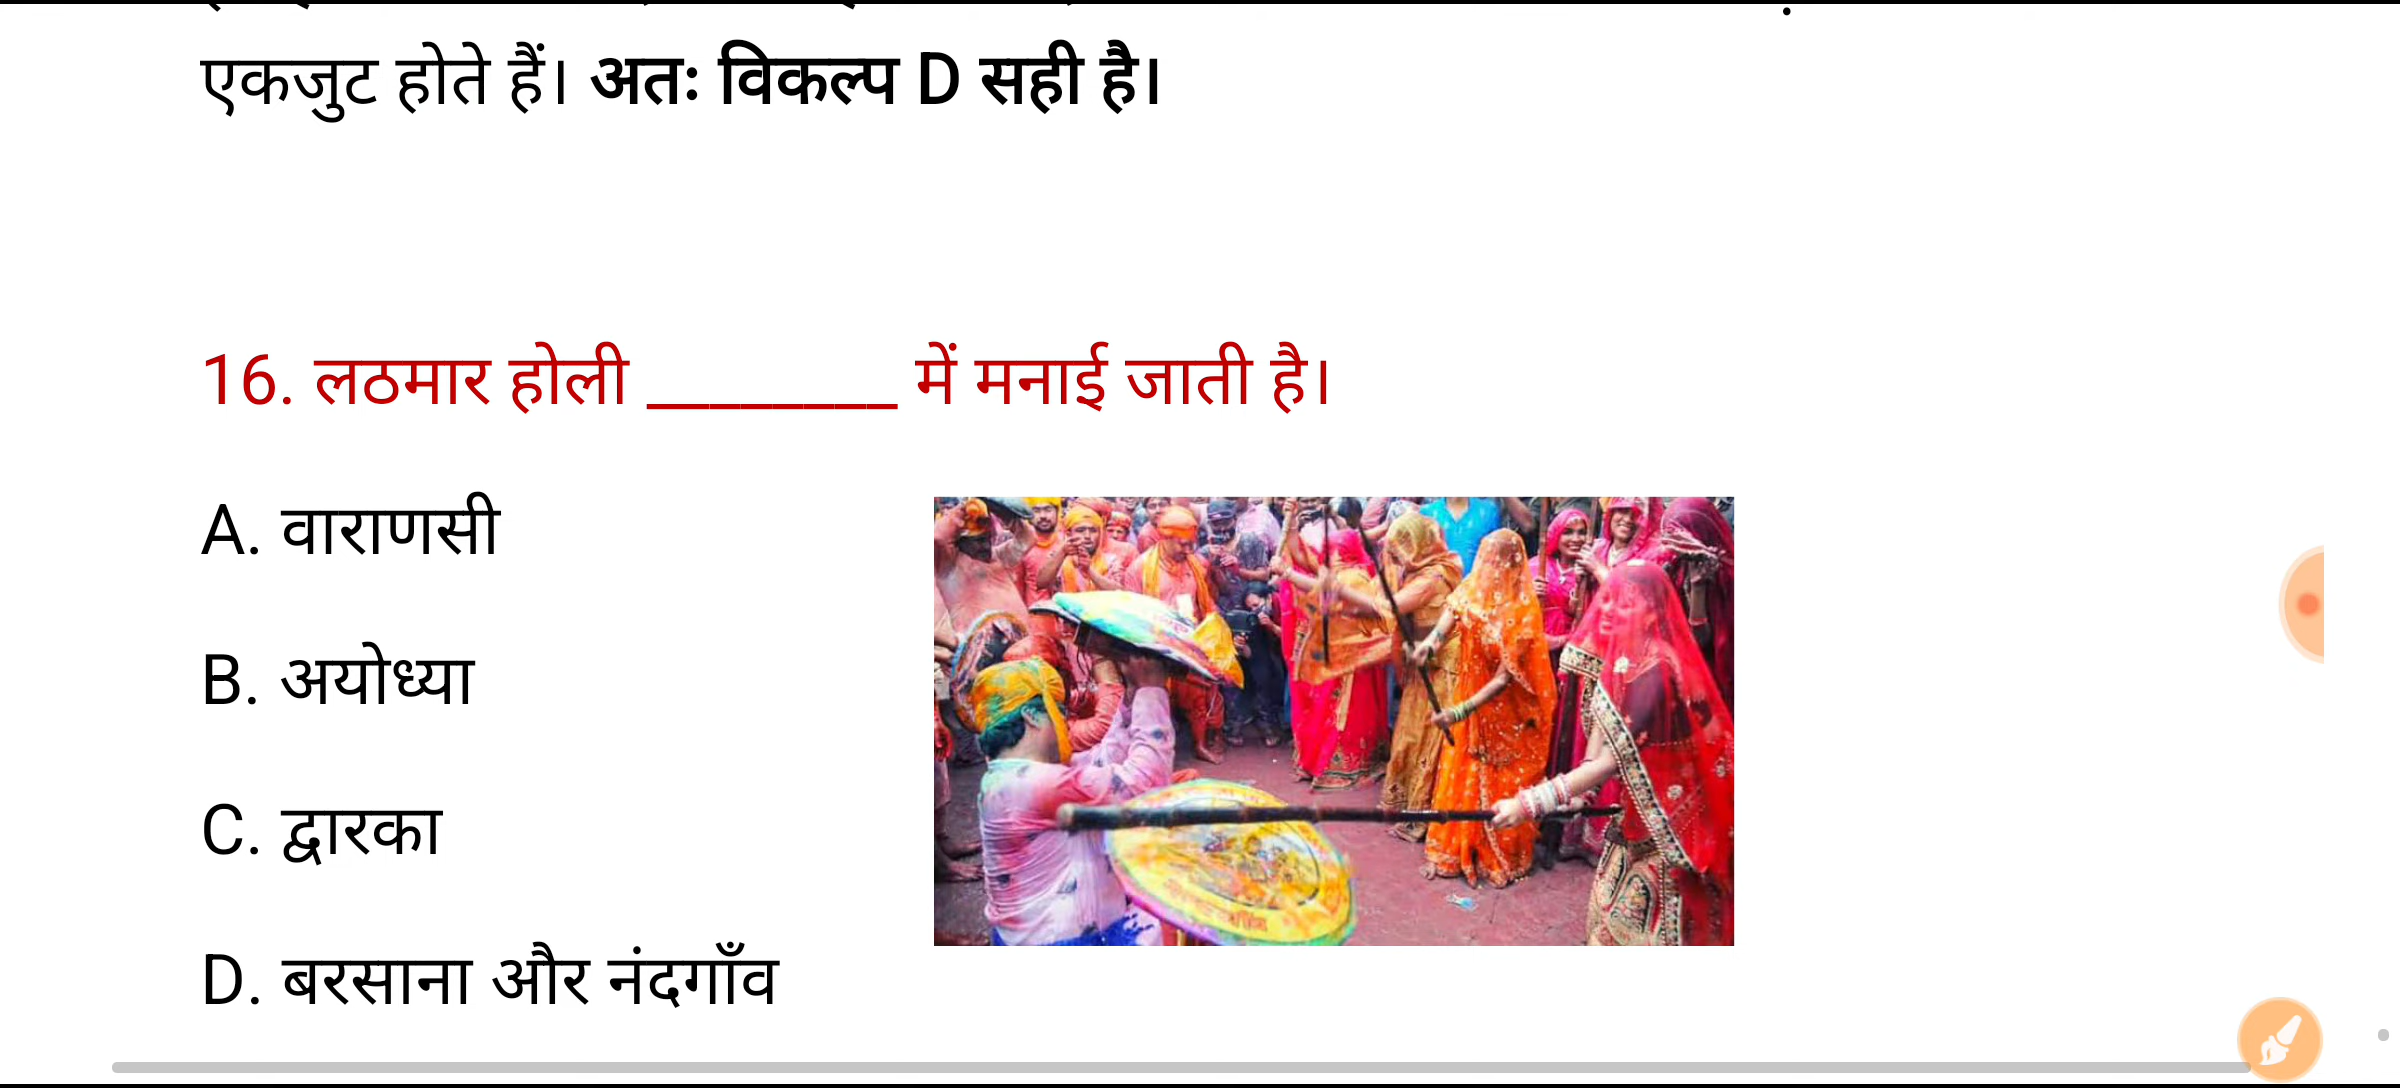 एकजुट होते हैं। अतः विकल्प D सही है।
16. लठमार होली ________ में मनाई जाती है।
A. वाराणसी
B. अयोध्या
C. द्वारका
D. बरसाना और नंदगाँव